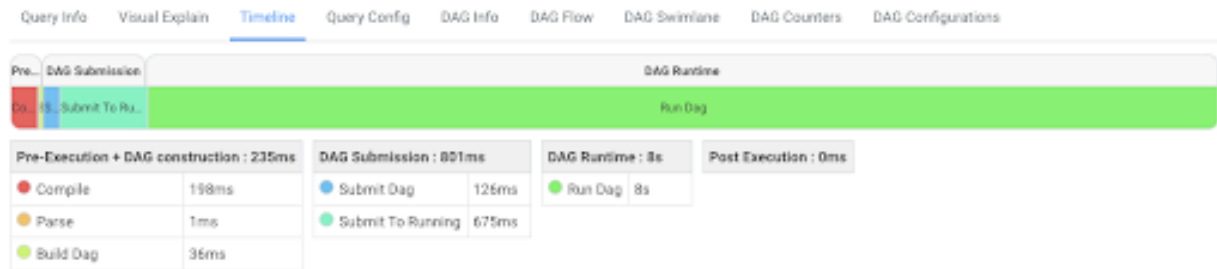 Query Info Visual Explain Timeline Query Config DAG Info DAG Flow DAG Swimlane DAG Counters DAG Configurations
Pre... DAG Submission DAG Runtime
Co... S... Submit To Ru... Run Dag
Pre-Execution + DAG construction : 235ms DAG Submission : 801ms DAG Runtime : 8s Post Execution : 0ms
Compile 198ms Submit Dag 126ms Run Dag 8s
Parse 1ms Submit To Running 675ms
Build Dag 36ms